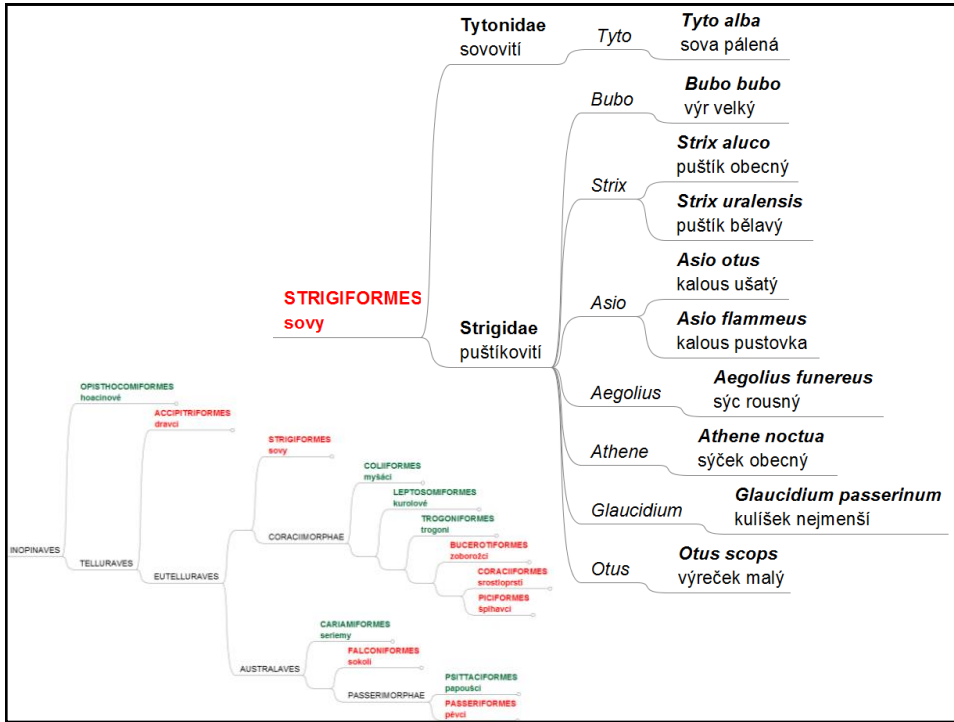 Tytonidae
sovovití
Tyto
Tyto alba
sova pálená
Bubo
Bubo bubo
výr velký
Strix
Strix aluco
puštík obecný
Strix uralensis
puštík bělavý
STRIGIFORMES
sovy
Strigidae
puštíkovití
Asio
Asio otus
kalous ušatý
Asio flammeus
kalous pustovka
Aegolius
Aegolius funereus
sýc rousný
Athene
Athene noctua
sýček obecný
Glaucidium
Glaucidium passerinum
kulíšek nejmenší
Otus
Otus scops
výreček malý
INOPINAVES
OPISTHOCOMIFORMES
hoacinové
TELLURAVES
ACCIPITRIFORMES
dravci
EUTELLURAVES
STRIGIFORMES
sovy
CORACIIMORPHAE
COLIIFORMES
myšáci
LEPTOSOMIFORMES
kurolové
TROGONIFORMES
trogoni
BUCEROTIFORMES
zoborožci
CORACIIFORMES
srostloprstí
PICIFORMES
šplhavci
AUSTRALAVES
CARIAMIFORMES
seriemy
FALCONIFORMES
sokoli
PASSERIMORPHAE
PSITTACIFORMES
papoušci
PASSERIFORMES
pěvci